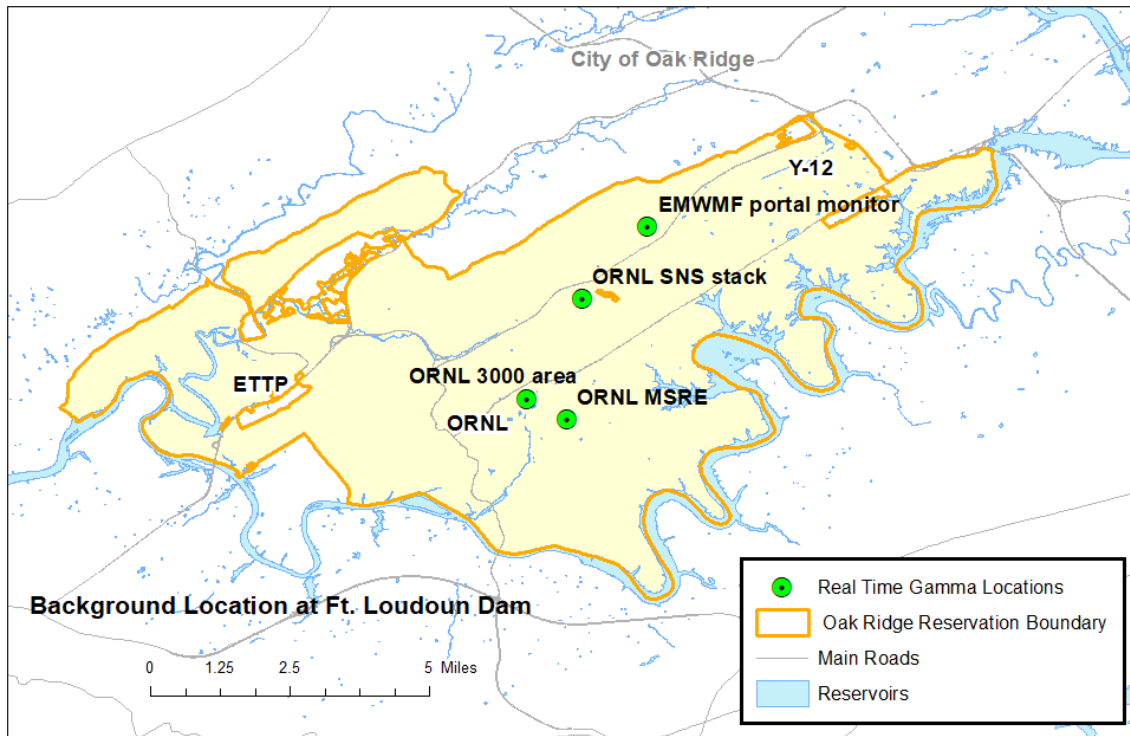 City of Oak Ridge
Y-12
EMWMF portal monitor
ORNL SNS stack
ETTP
ORNL 3000 area
ORNL MSRE
ORNL
Background Location at Ft. Loudoun Dam
0 1.25 2.5 5 Miles
Real Time Gamma Locations
Oak Ridge Reservation Boundary
Main Roads
Reservoirs